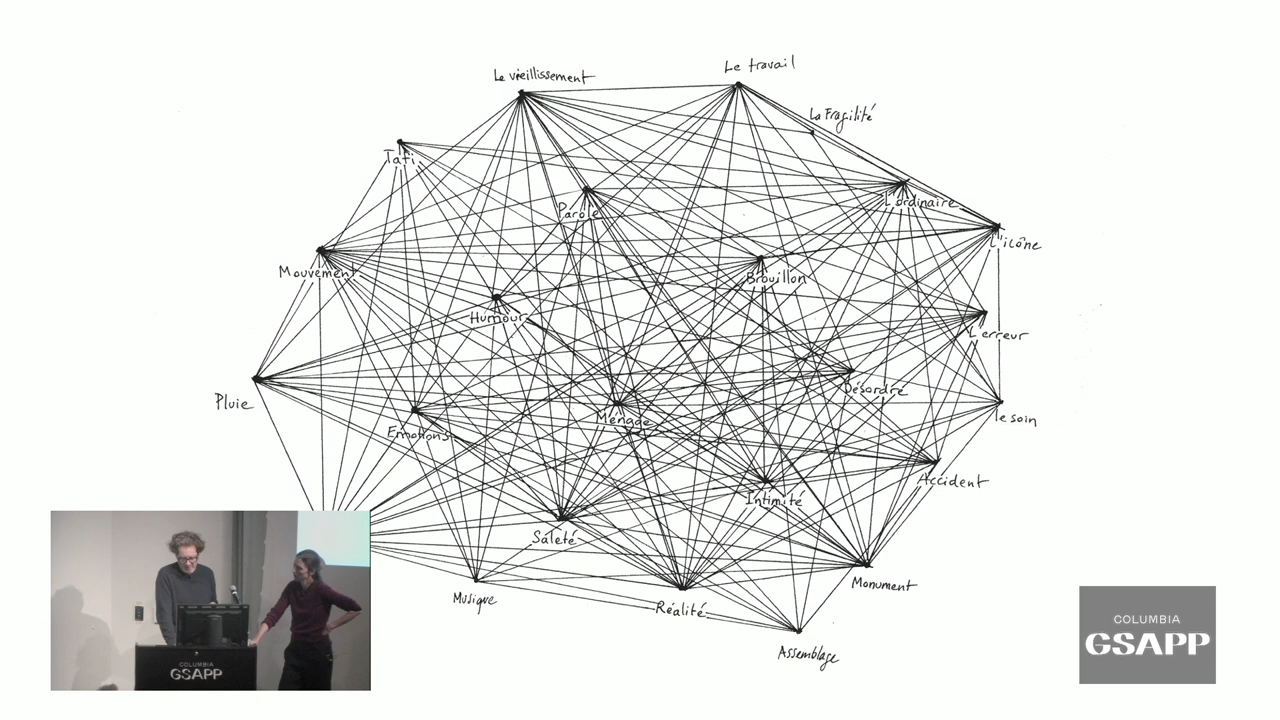 Le travail
Le vieillissement
La Fragilité
Tati
L'ordinaire
Parole
L'icône
Mouvement
Brouillon
Humour
L'erreur
Désordre
Pluie
Ménage
le soin
Emotions
Accident
Intimité
Saleté
Monument
Musique
Réalité
Assemblage
COLUMBIA
GSAPP
COLUMBIA
GSAPP